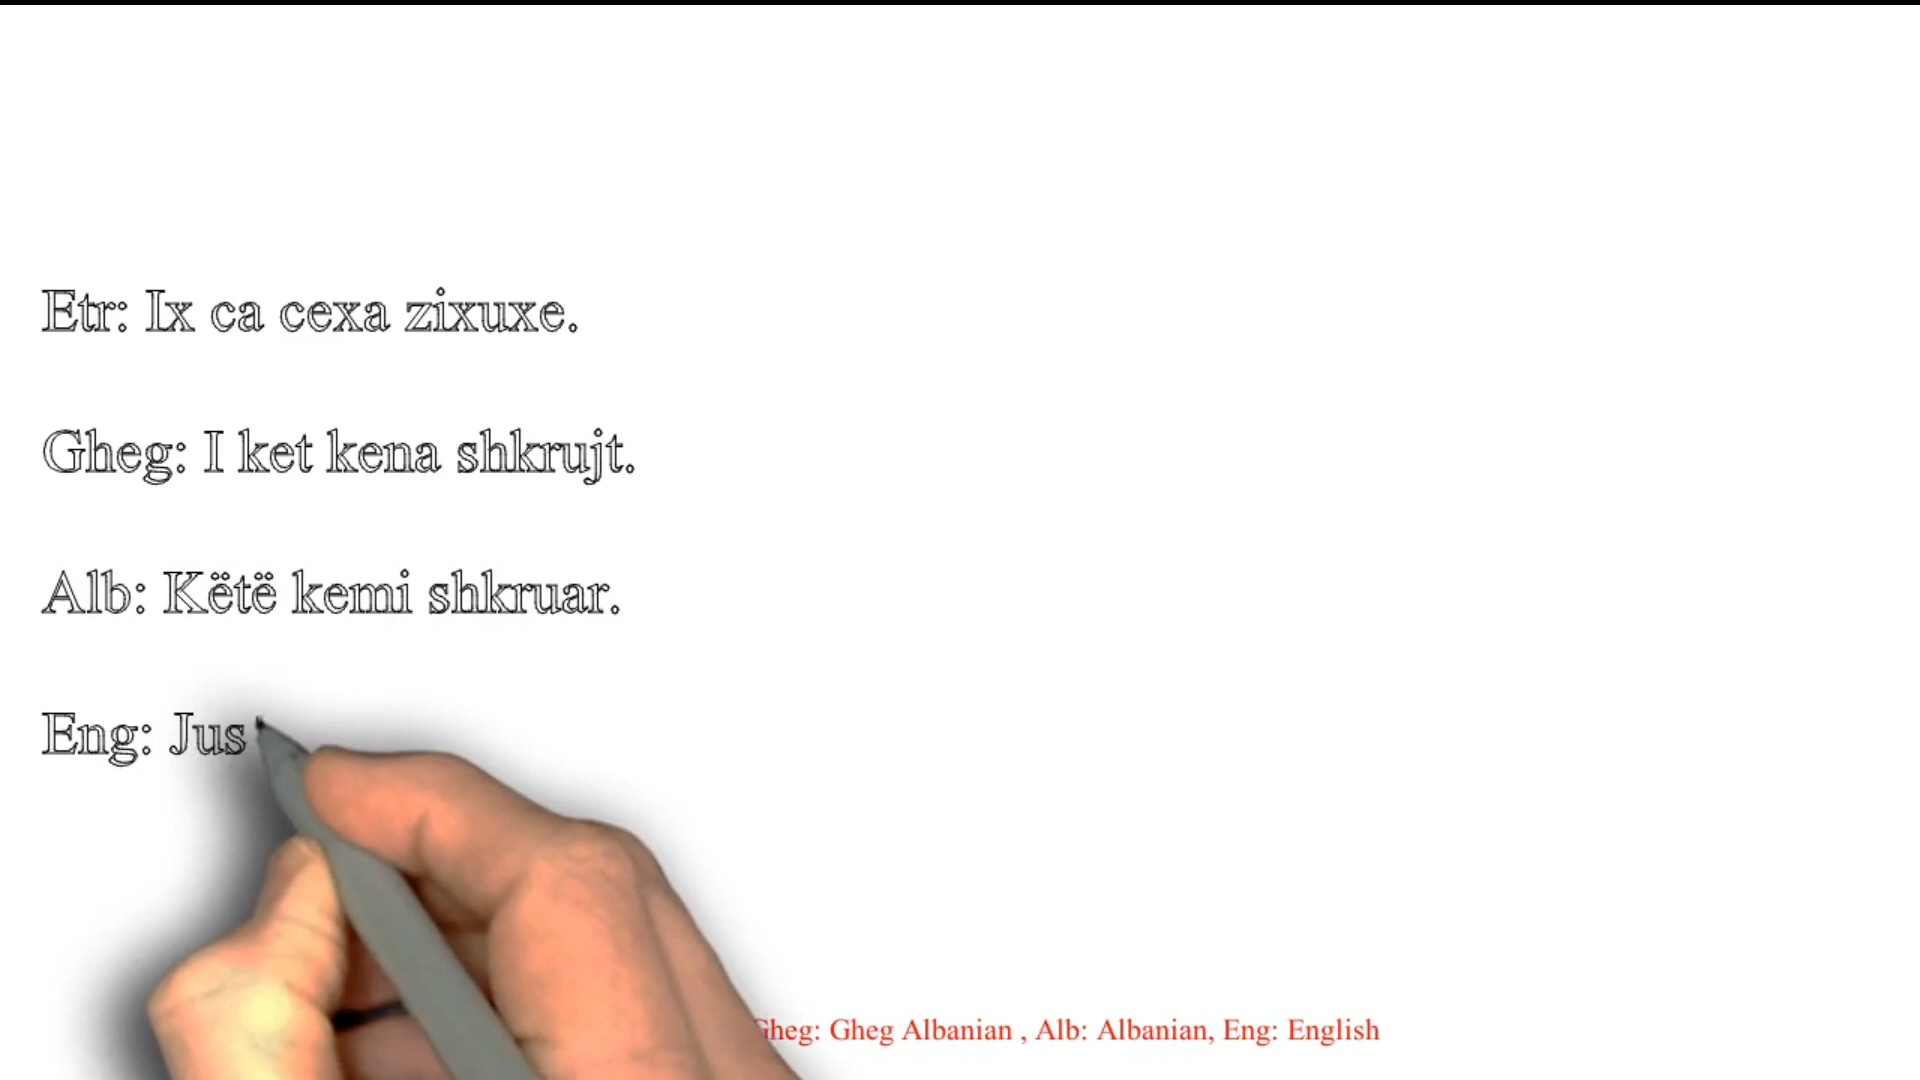 Etr: Ix ca cexa zixuxe.
Gheg: I ket kena shkrujt.
Alb: Këtë kemi shkruar.
Eng: Jus
Gheg: Gheg Albanian , Alb: Albanian, Eng: English